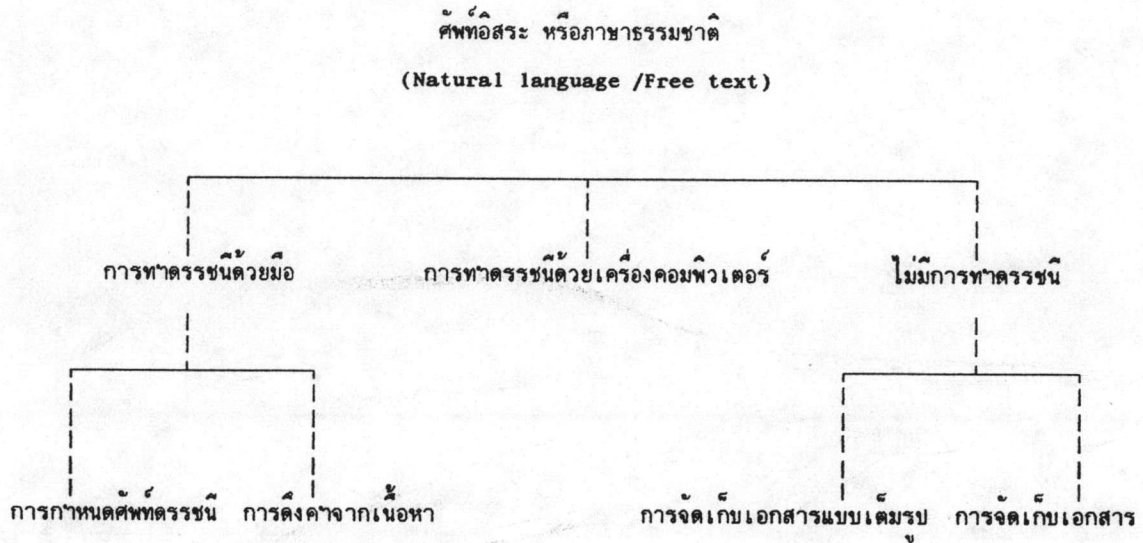 ศัพท์อิสระ หรือภาษาธรรมชาติ
(Natural language /Free text)
การทำดรรชนีด้วยมือ การทำดรรชนีด้วยเครื่องคอมพิวเตอร์ ไม่มีการทำดรรชนี
การกำหนดศัพท์ดรรชนี การดึงคำจากเนื้อหา การจัดเก็บเอกสารแบบเต็มรูป การจัดเก็บเอกสาร